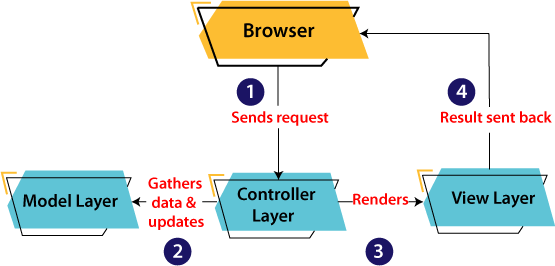 Browser
1
4
Sends request
Result sent back
Model Layer
Gathers
data &
updates
Controller
Layer
Renders
View Layer
2
3